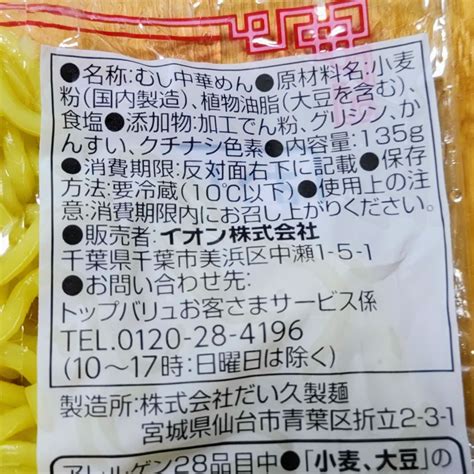 ●名称:むし中華めん●原材料名:小麦
粉(国内製造)、植物油脂(大豆を含む)、
食塩●添加物:加工でん粉、グリシン、か
んすい、クチナシ色素●内容量:135g
●消費期限:反対面右下に記載●保存
方法:要冷蔵(10℃以下)●使用上の注
意:消費期限内にお召し上がりください。
●販売者:イオン株式会社
千葉県千葉市美浜区中瀬1-5-1
●お問い合わせ先:
トップバリュお客さまサービス係
TEL.0120-28-4196
(10～17時:日曜日は除く)
製造所:株式会社だい久製麺
宮城県仙台市青葉区折立2-3-1
アレルゲン28品目中●「小麦、大豆」の